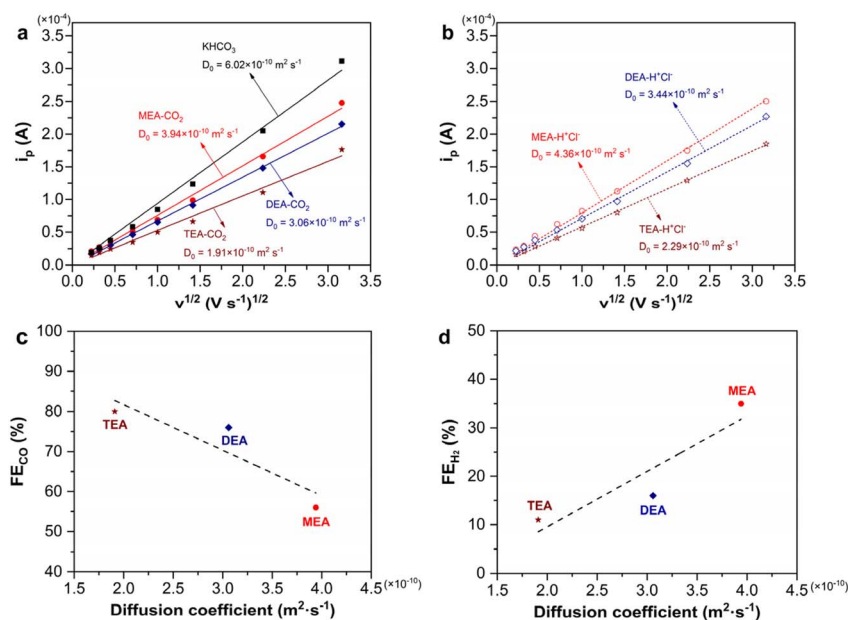 a
(×10⁻⁴)
3.5
3.0
2.5
2.0
1.5
1.0
0.5
0.0
iₚ (A)
KHCO₃
D₀ = 6.02×10⁻¹⁰ m² s⁻¹
MEA-CO₂
D₀ = 3.94×10⁻¹⁰ m² s⁻¹
DEA-CO₂
D₀ = 3.06×10⁻¹⁰ m² s⁻¹
TEA-CO₂
D₀ = 1.91×10⁻¹⁰ m² s⁻¹
0.0 0.5 1.0 1.5 2.0 2.5 3.0 3.5
v¹ᐟ² (V s⁻¹)¹ᐟ²
b
(×10⁻⁴)
3.5
3.0
2.5
2.0
1.5
1.0
0.5
0.0
iₚ (A)
DEA-H⁺Cl⁻
D₀ = 3.44×10⁻¹⁰ m² s⁻¹
MEA-H⁺Cl⁻
D₀ = 4.36×10⁻¹⁰ m² s⁻¹
TEA-H⁺Cl⁻
D₀ = 2.29×10⁻¹⁰ m² s⁻¹
0.0 0.5 1.0 1.5 2.0 2.5 3.0 3.5
v¹ᐟ² (V s⁻¹)¹ᐟ²
c
100
90
80
70
60
50
40
30
FE_CO (%)
TEA
DEA
MEA
1.5 2.0 2.5 3.0 3.5 4.0 4.5 (×10⁻¹⁰)
Diffusion coefficient (m²·s⁻¹)
d
50
40
30
20
10
0
FE_H₂ (%)
MEA
TEA
DEA
1.5 2.0 2.5 3.0 3.5 4.0 4.5 (×10⁻¹⁰)
Diffusion coefficient (m²·s⁻¹)